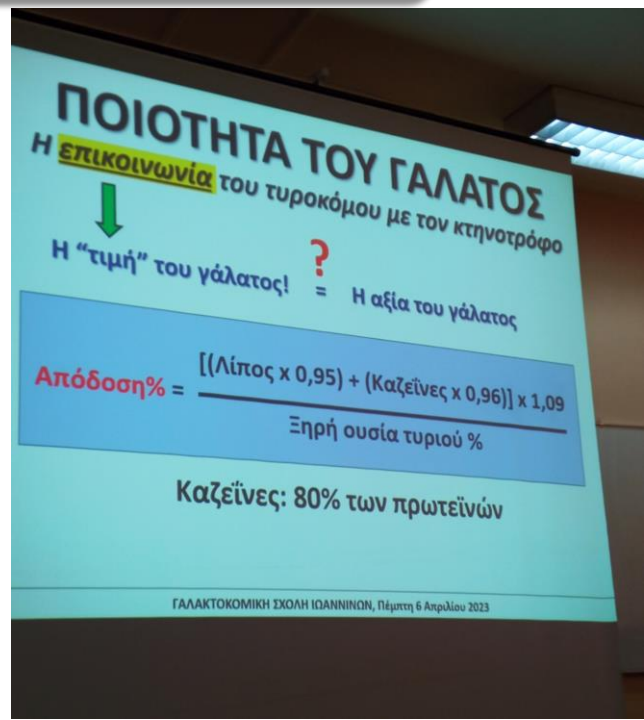 ΠΟΙΟΤΗΤΑ ΤΟΥ ΓΑΛΑΤΟΣ
Η επικοινωνία του τυροκόμου με τον κτηνοτρόφο
Η “τιμή” του γάλατος! ? = Η αξία του γάλατος
Απόδοση% = [(Λίπος x 0,95) + (Καζεΐνες x 0,96)] x 1,09
Ξηρή ουσία τυριού %
Καζεΐνες: 80% των πρωτεϊνών
ΓΑΛΑΚΤΟΚΟΜΙΚΗ ΣΧΟΛΗ ΙΩΑΝΝΙΝΩΝ, Πέμπτη 6 Απριλίου 2023